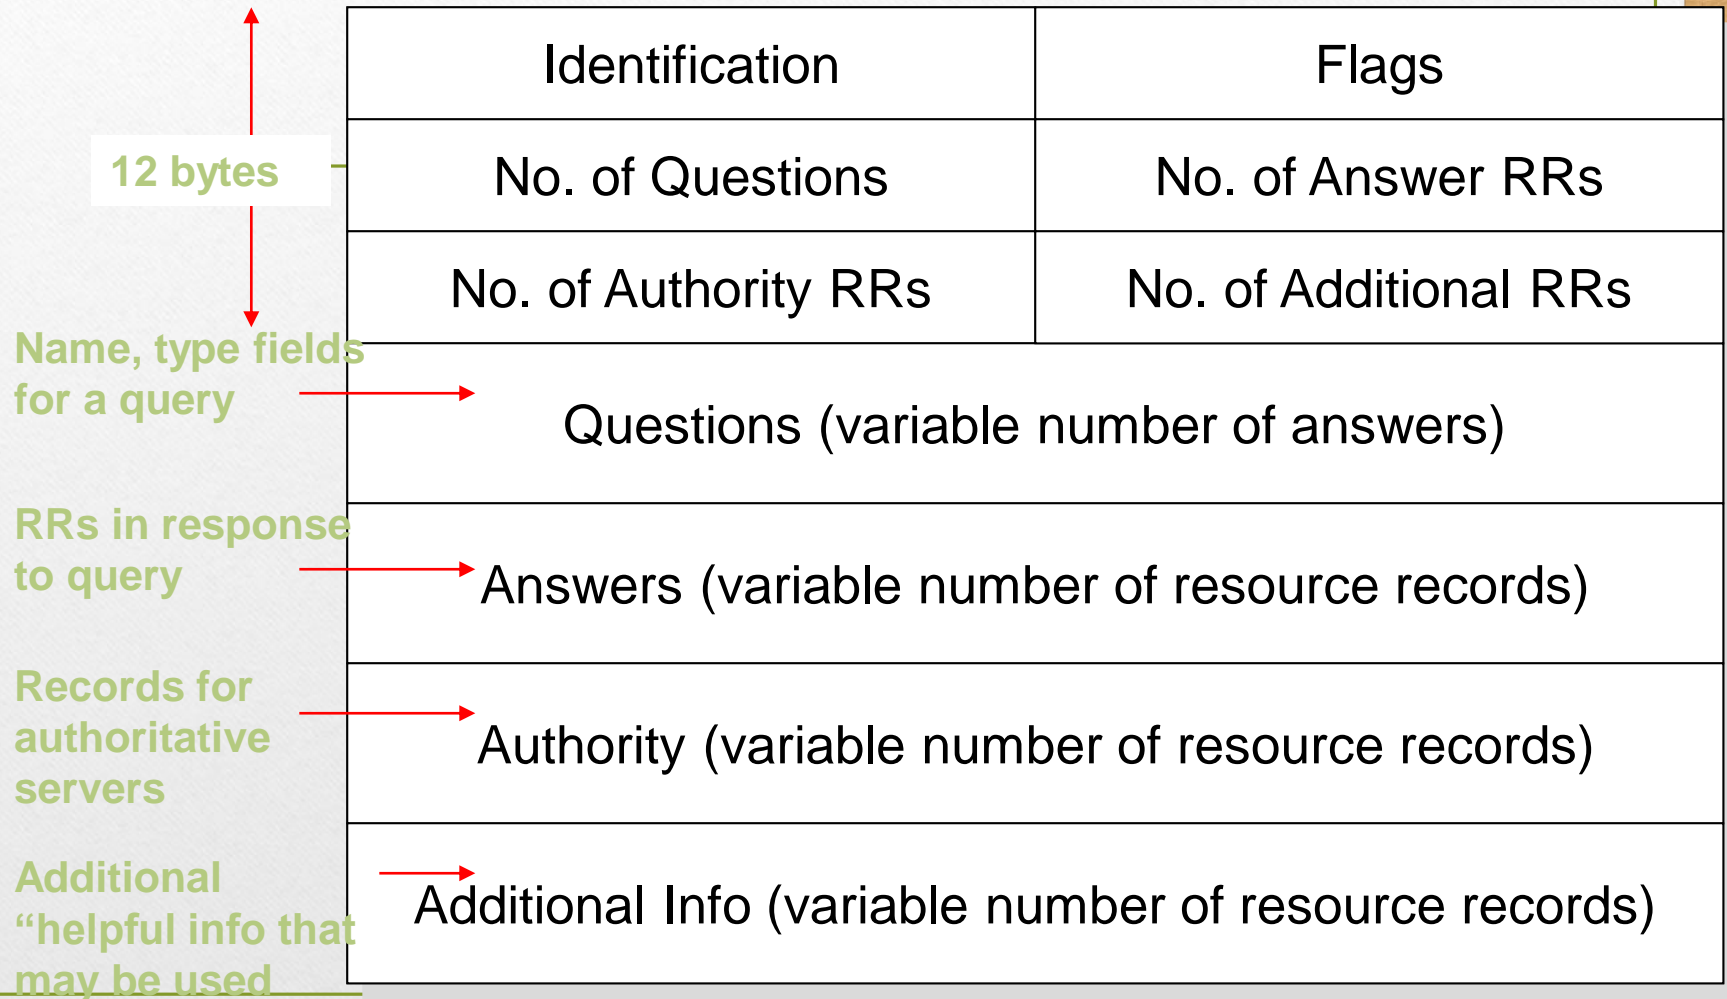 Identification
Flags
12 bytes
No. of Questions
No. of Answer RRs
No. of Authority RRs
No. of Additional RRs
Name, type fields
for a query
Questions (variable number of answers)
RRs in response
to query
Answers (variable number of resource records)
Records for
authoritative
servers
Authority (variable number of resource records)
Additional
“helpful info that
may be used
Additional Info (variable number of resource records)